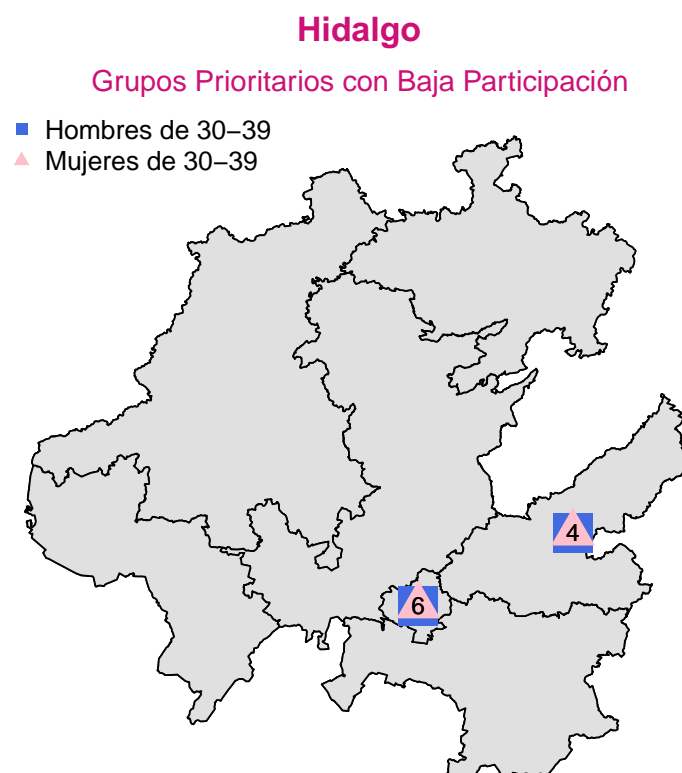 Hidalgo
Grupos Prioritarios con Baja Participación
Hombres de 30−39
Mujeres de 30−39
4
6